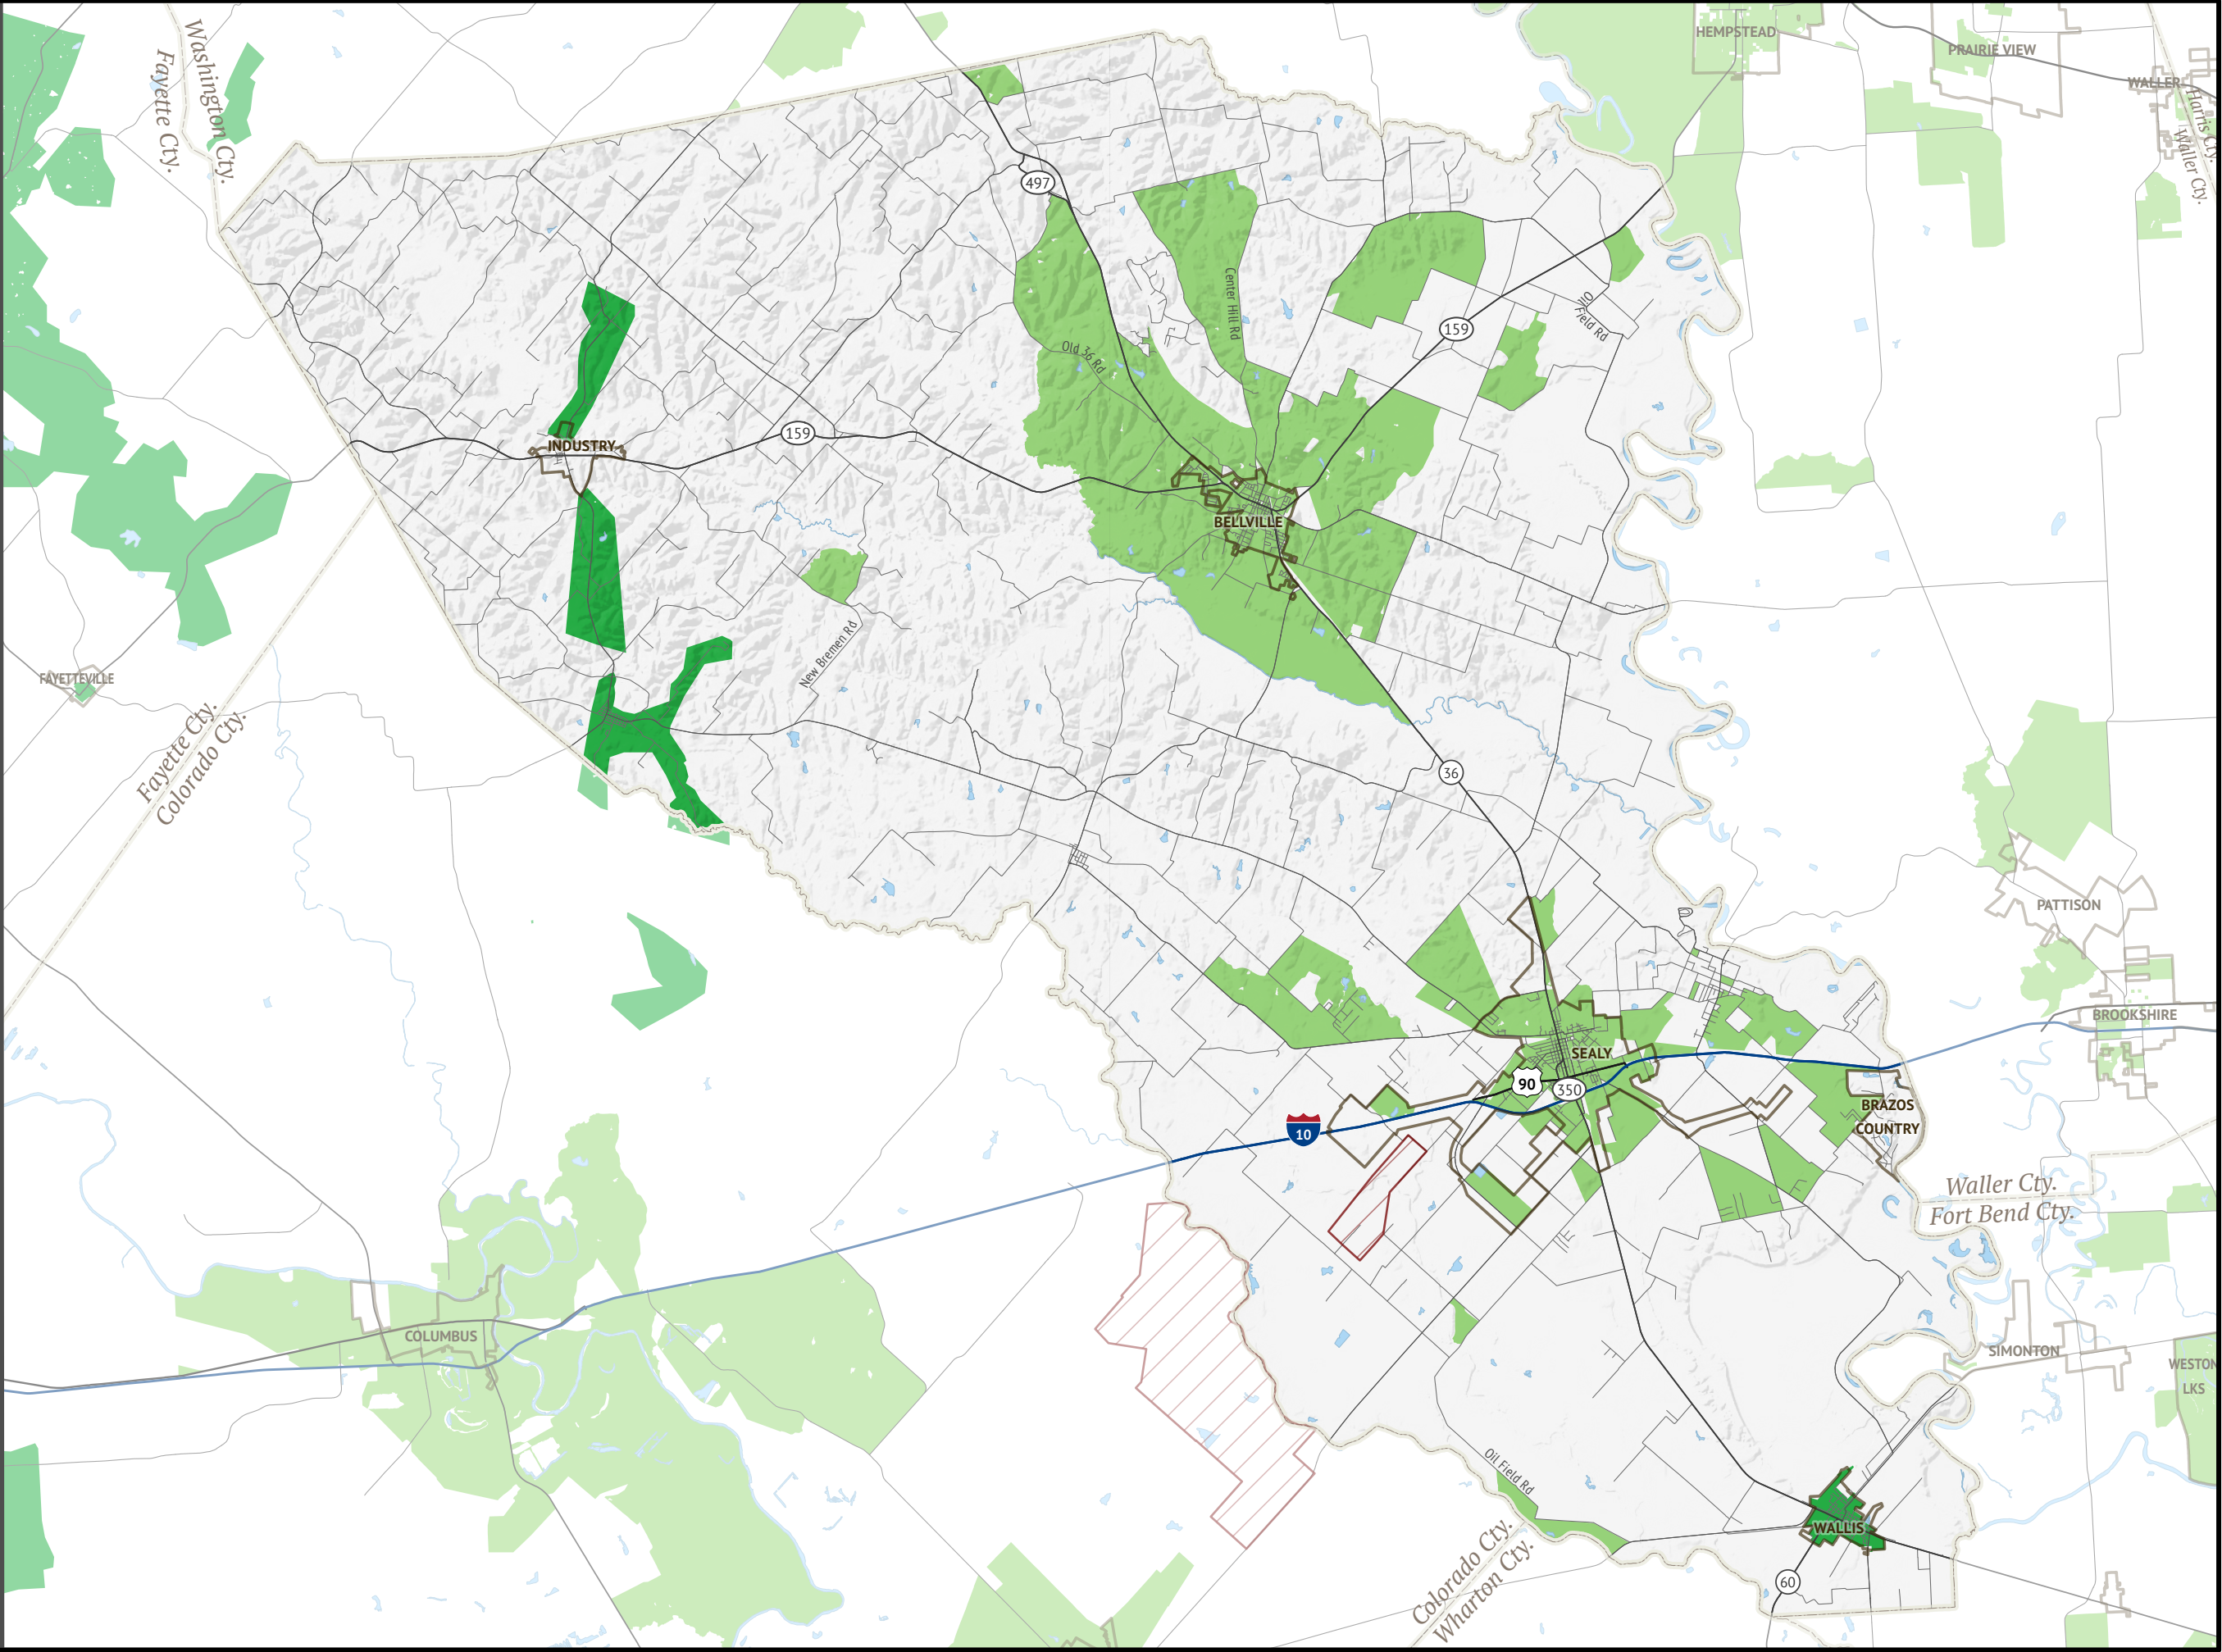 HEMPSTEAD
PRAIRIE VIEW
WALLER
Harris Cty.
Waller Cty.
Washington Cty.
Fayette Cty.
497
Center Hill Rd
Old 36 Rd
159
Oil
Field Rd
INDUSTRY
159
BELLVILLE
New Bremen Rd
FAYETTEVILLE
Fayette Cty.
Colorado Cty.
36
PATTISON
BROOKSHIRE
SEALY
90
350
10
BRAZOS
COUNTRY
Waller Cty.
Fort Bend Cty.
COLUMBUS
SIMONTON
WESTON
LKS
Oil Field Rd
Colorado Cty.
Wharton Cty.
WALLIS
60